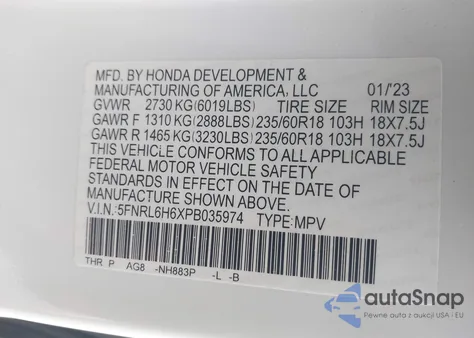 MFD. BY HONDA DEVELOPMENT &
MANUFACTURING OF AMERICA, LLC 01/'23
GVWR 2730 KG(6019LBS) TIRE SIZE RIM SIZE
GAWR F 1310 KG(2888LBS) 235/60R18 103H 18X7.5J
GAWR R 1465 KG(3230LBS) 235/60R18 103H 18X7.5J
THIS VEHICLE CONFORMS TO ALL APPLICABLE
FEDERAL MOTOR VEHICLE SAFETY
STANDARDS IN EFFECT ON THE DATE OF
MANUFACTURE SHOWN ABOVE.
V.I.N.:5FNRL6H6XPB035974 TYPE:MPV
THR P AG8 -NH883P -L -B
autoSnap
Pewne auta z aukcji USA i EU